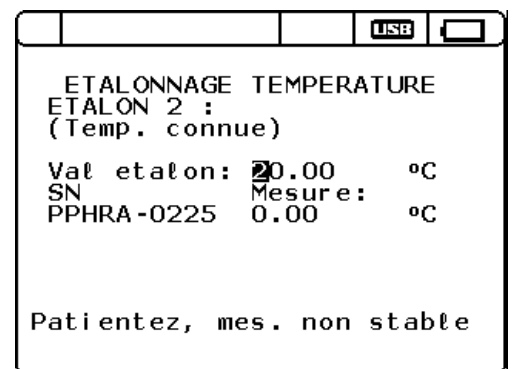 USB
ETALONNAGE TEMPERATURE
ETALON 2 :
(Temp. connue)
Val etalon: 20.00 ºC
SN Mesure:
PPHRA-0225 0.00 ºC
Patientez, mes. non stable